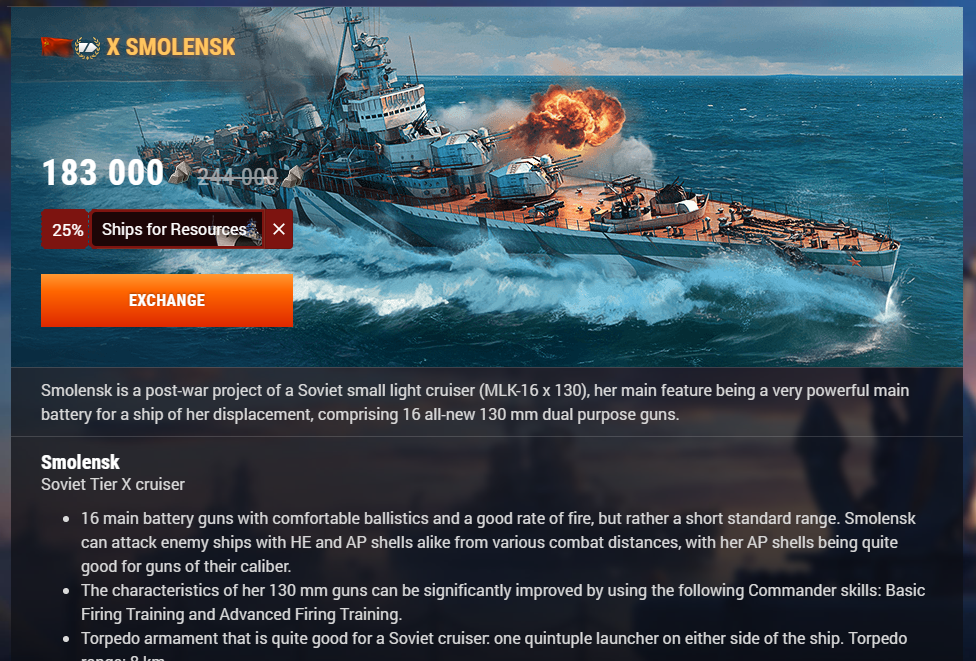 X SMOLENSK
183 000 244 000
25% Ships for Resources
EXCHANGE
Smolensk is a post-war project of a Soviet small light cruiser (MLK-16 x 130), her main feature being a very powerful main
battery for a ship of her displacement, comprising 16 all-new 130 mm dual purpose guns.
Smolensk
Soviet Tier X cruiser
• 16 main battery guns with comfortable ballistics and a good rate of fire, but rather a short standard range. Smolensk
can attack enemy ships with HE and AP shells alike from various combat distances, with her AP shells being quite
good for guns of their caliber.
• The characteristics of her 130 mm guns can be significantly improved by using the following Commander skills: Basic
Firing Training and Advanced Firing Training.
• Torpedo armament that is quite good for a Soviet cruiser: one quintuple launcher on either side of the ship. Torpedo
range: 8 km